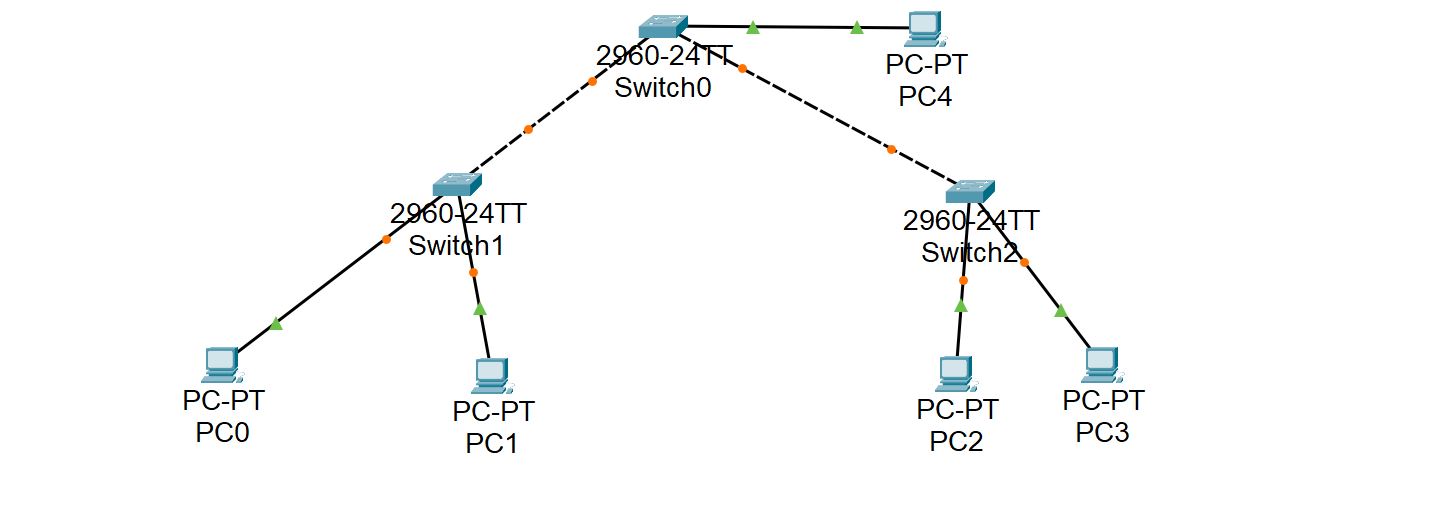 2960-24TT
Switch0
PC-PT
PC4
2960-24TT
Switch1
2960-24TT
Switch2
PC-PT
PC0
PC-PT
PC1
PC-PT
PC2
PC-PT
PC3